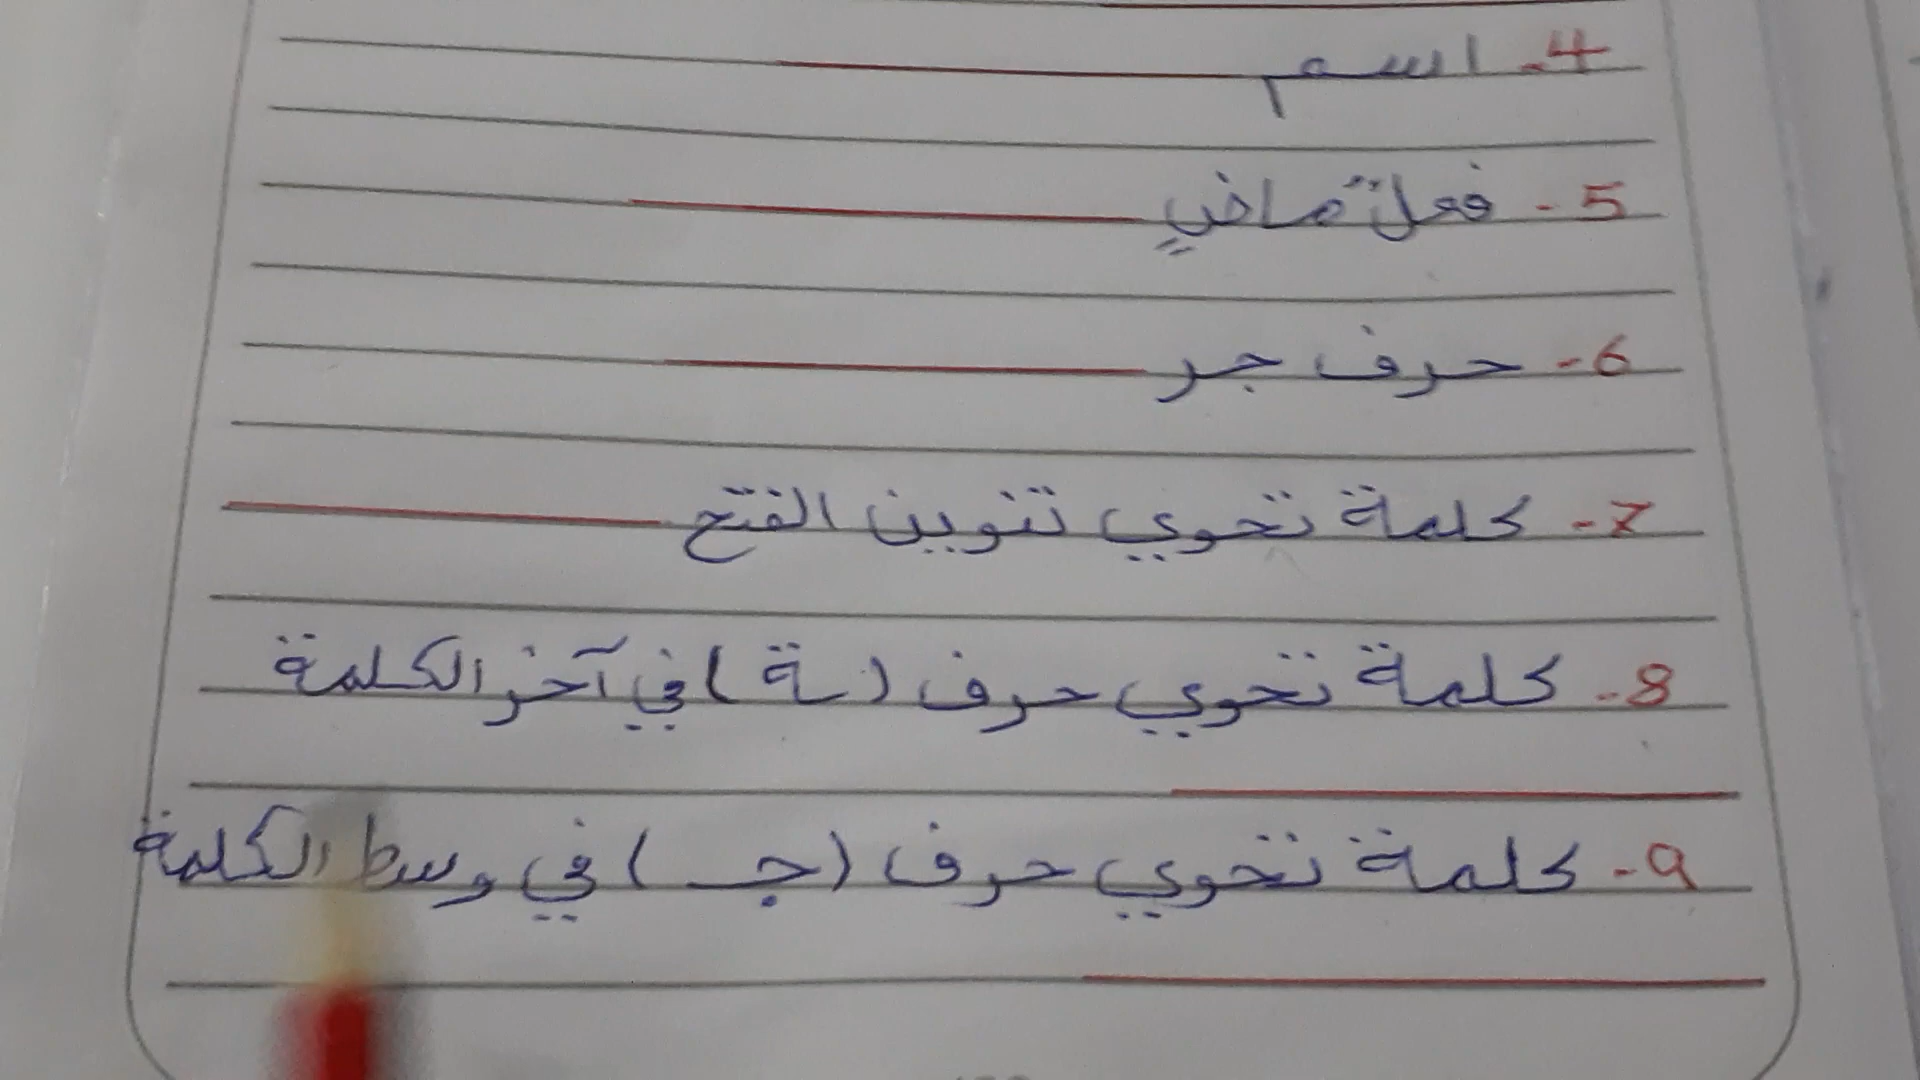 4- اسم
5- فعل ماضيٍ
6- حرف جر
7- كلمة تحوي تنوين الفتح
8- كلمة تحوي حرف (ـة) في آخر الكلمة
9- كلمة تحوي حرف (جـ) في وسط الكلمة